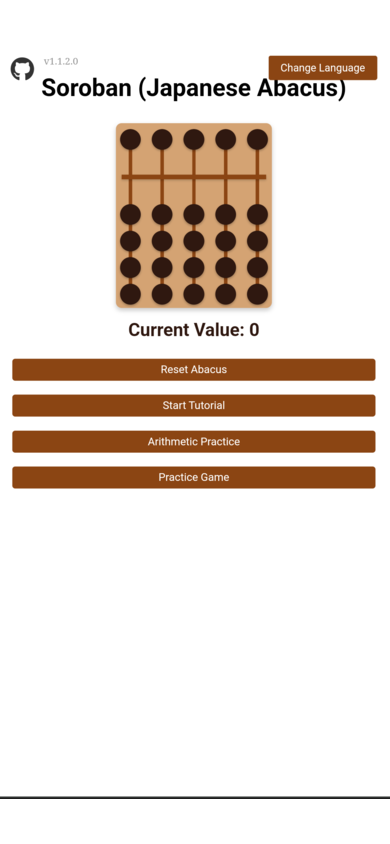 v1.1.2.0
Change Language
Soroban (Japanese Abacus)
Current Value: 0
Reset Abacus
Start Tutorial
Arithmetic Practice
Practice Game